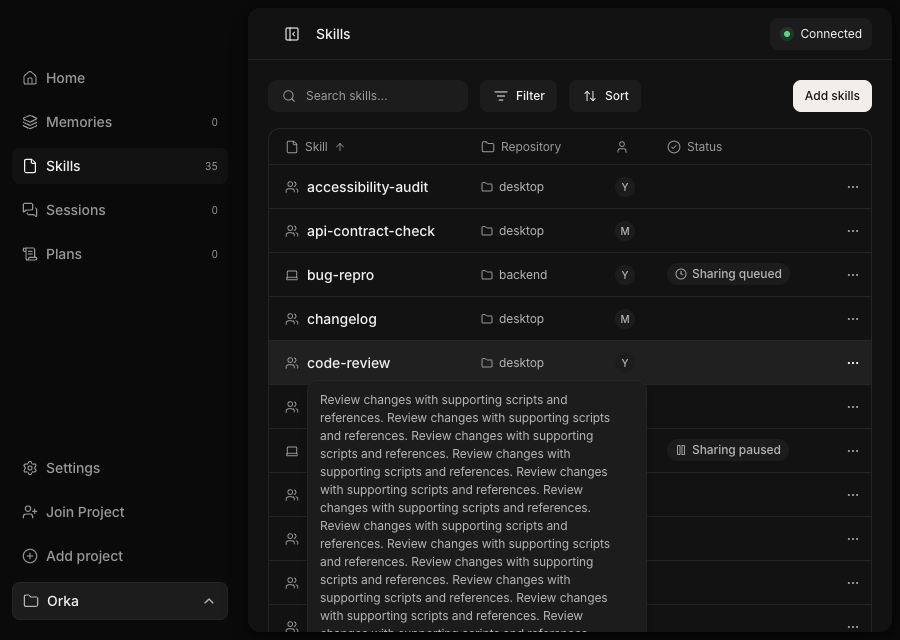 Skills
Connected
Home
Memories 0
Skills 35
Sessions 0
Plans 0
Settings
Join Project
Add project
Orka
Search skills...
Filter
Sort
Add skills
Skill
Repository
Status
accessibility-audit desktop Y
api-contract-check desktop M
bug-repro backend Y Sharing queued
changelog desktop M
code-review desktop Y
Sharing paused
Review changes with supporting scripts and
references. Review changes with supporting scripts
and references. Review changes with supporting
scripts and references. Review changes with
supporting scripts and references. Review changes
with supporting scripts and references. Review
changes with supporting scripts and references.
Review changes with supporting scripts and
references. Review changes with supporting scripts
and references. Review changes with supporting
scripts and references. Review changes with
supporting scripts and references. Review changes
with supporting scripts and references. Review